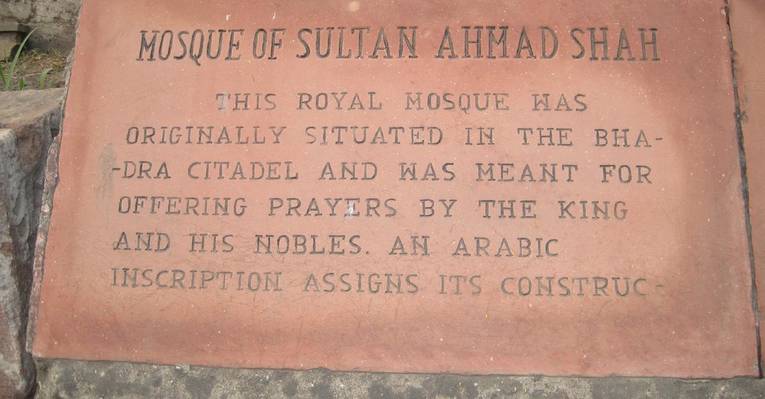 MOSQUE OF SULTAN AHMAD SHAH
THIS ROYAL MOSQUE WAS
ORIGINALLY SITUATED IN THE BHA-
-DRA CITADEL AND WAS MEANT FOR
OFFERING PRAYERS BY THE KING
AND HIS NOBLES. AN ARABIC
INSCRIPTION ASSIGNS ITS CONSTRUC-